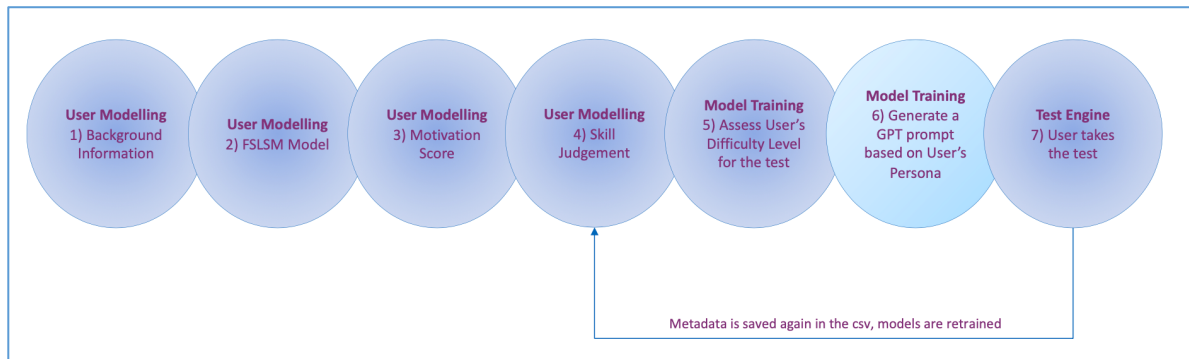 User Modelling
1) Background
Information
User Modelling
2) FSLSM Model
User Modelling
3) Motivation
Score
User Modelling
4) Skill
Judgement
Model Training
5) Assess User's
Difficulty Level
for the test
Model Training
6) Generate a
GPT prompt
based on User's
Persona
Test Engine
7) User takes
the test
Metadata is saved again in the csv, models are retrained